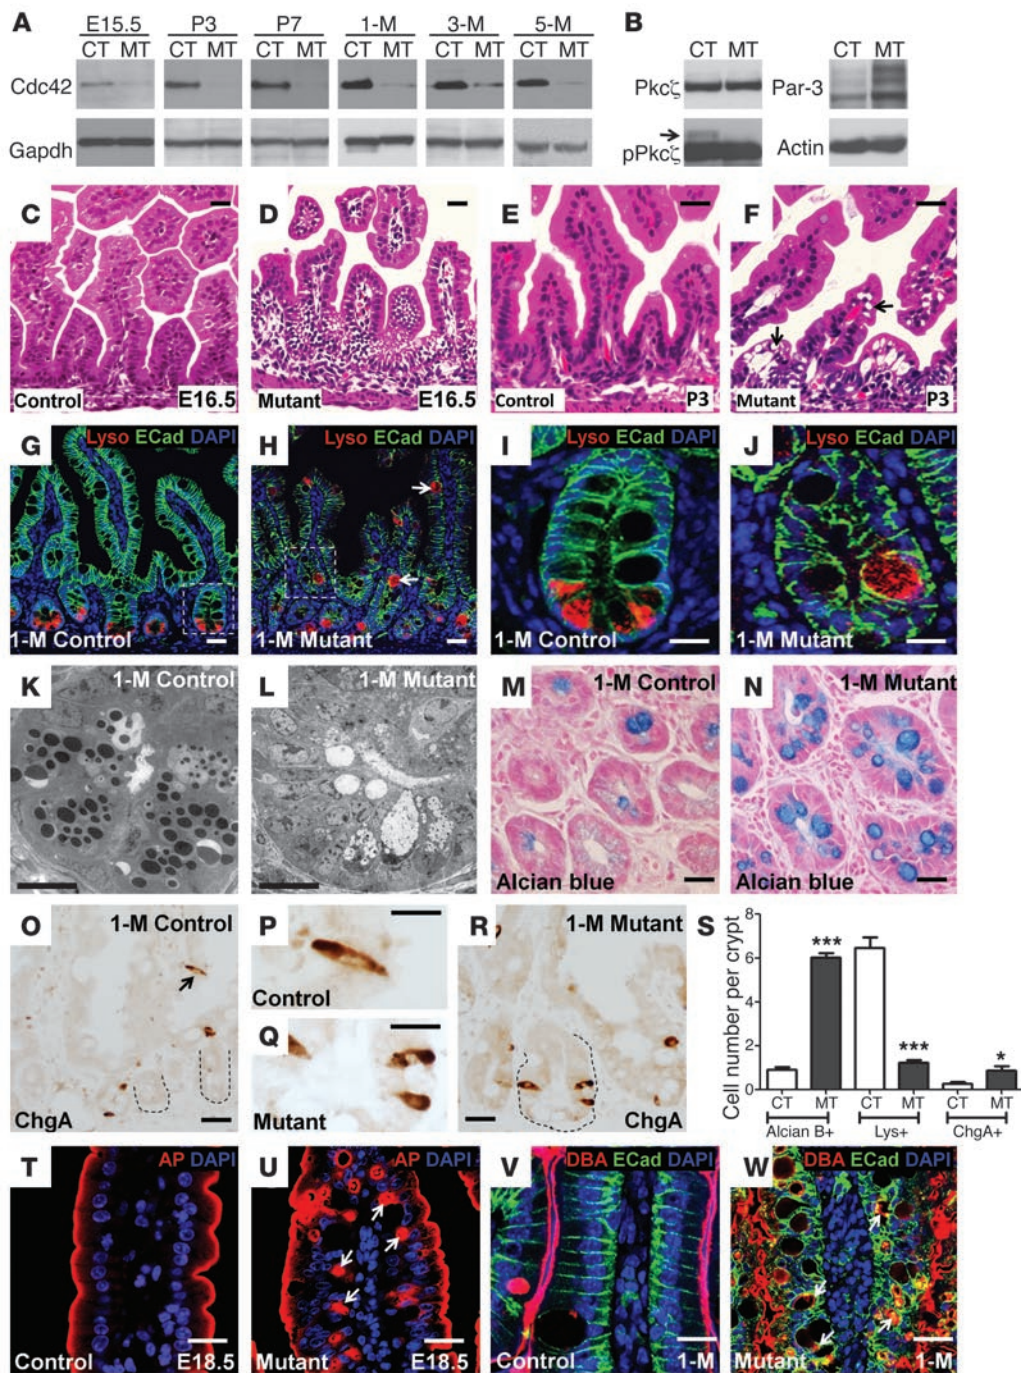 A
E15.5 P3 P7 1-M 3-M 5-M
CT MT CT MT CT MT CT MT CT MT CT MT
Cdc42
Gapdh
B
CT MT CT MT
Pkcζ Par-3
pPkcζ Actin
C
Control E16.5
D
Mutant E16.5
E
Control P3
F
Mutant P3
G Lyso ECad DAPI
1-M Control
H Lyso ECad DAPI
1-M Mutant
I Lyso ECad DAPI
1-M Control
J Lyso ECad DAPI
1-M Mutant
K 1-M Control
L 1-M Mutant
M 1-M Control
Alcian blue
N 1-M Mutant
Alcian blue
O 1-M Control
ChgA
P
Control
Q
Mutant
R 1-M Mutant
ChgA
S
Cell number per crypt
8
6
4
2
0
*** *** *
CT MT CT MT CT MT
Alcian B+ Lys+ ChgA+
T AP DAPI
Control E18.5
U AP DAPI
Mutant E18.5
V DBA ECad DAPI
Control 1-M
W DBA ECad DAPI
Mutant 1-M